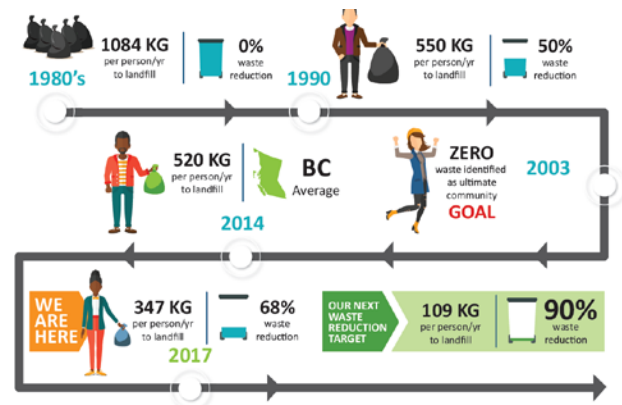 1084 KG
per person/yr
to landfill
0%
waste
reduction
1980's
1990
550 KG
per person/yr
to landfill
50%
waste
reduction
2003
ZERO
waste identified
as ultimate
community
GOAL
BC
Average
520 KG
per person/yr
to landfill
2014
WE
ARE
HERE
347 KG
per person/yr
to landfill
68%
waste
reduction
2017
OUR NEXT
WASTE
REDUCTION
TARGET
109 KG
per person/yr
to landfill
90%
waste
reduction